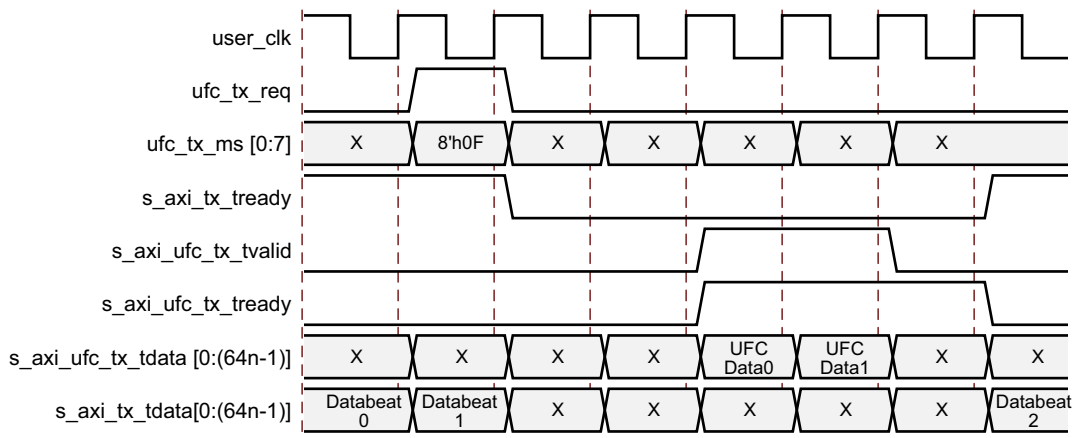 user_clk
ufc_tx_req
ufc_tx_ms [0:7] X 8'h0F X X X X X
s_axi_tx_tready
s_axi_ufc_tx_tvalid
s_axi_ufc_tx_tready
s_axi_ufc_tx_tdata [0:(64n-1)] X X X X UFC Data0 UFC Data1 X X
s_axi_tx_tdata[0:(64n-1)] Databeat 0 Databeat 1 X X X X X Databeat 2